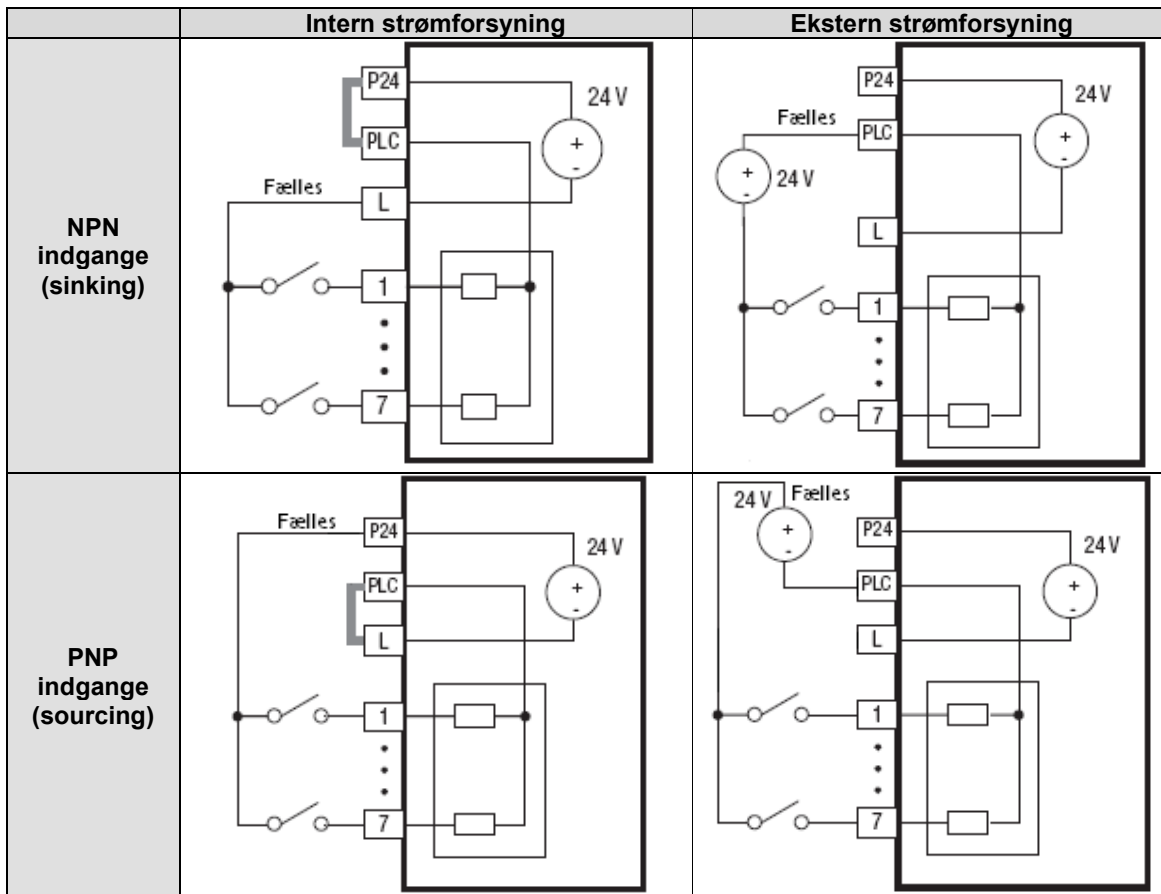 Intern strømforsyning
Ekstern strømforsyning
NPN
indgange
(sinking)
P24
24 V
PLC
+
-
Fælles
L
1
7
P24
24 V
Fælles
PLC
+
-
+
-
24 V
L
1
7
PNP
indgange
(sourcing)
Fælles
P24
24 V
PLC
+
-
L
1
7
24 V
Fælles
+
-
P24
24 V
PLC
+
-
L
1
7